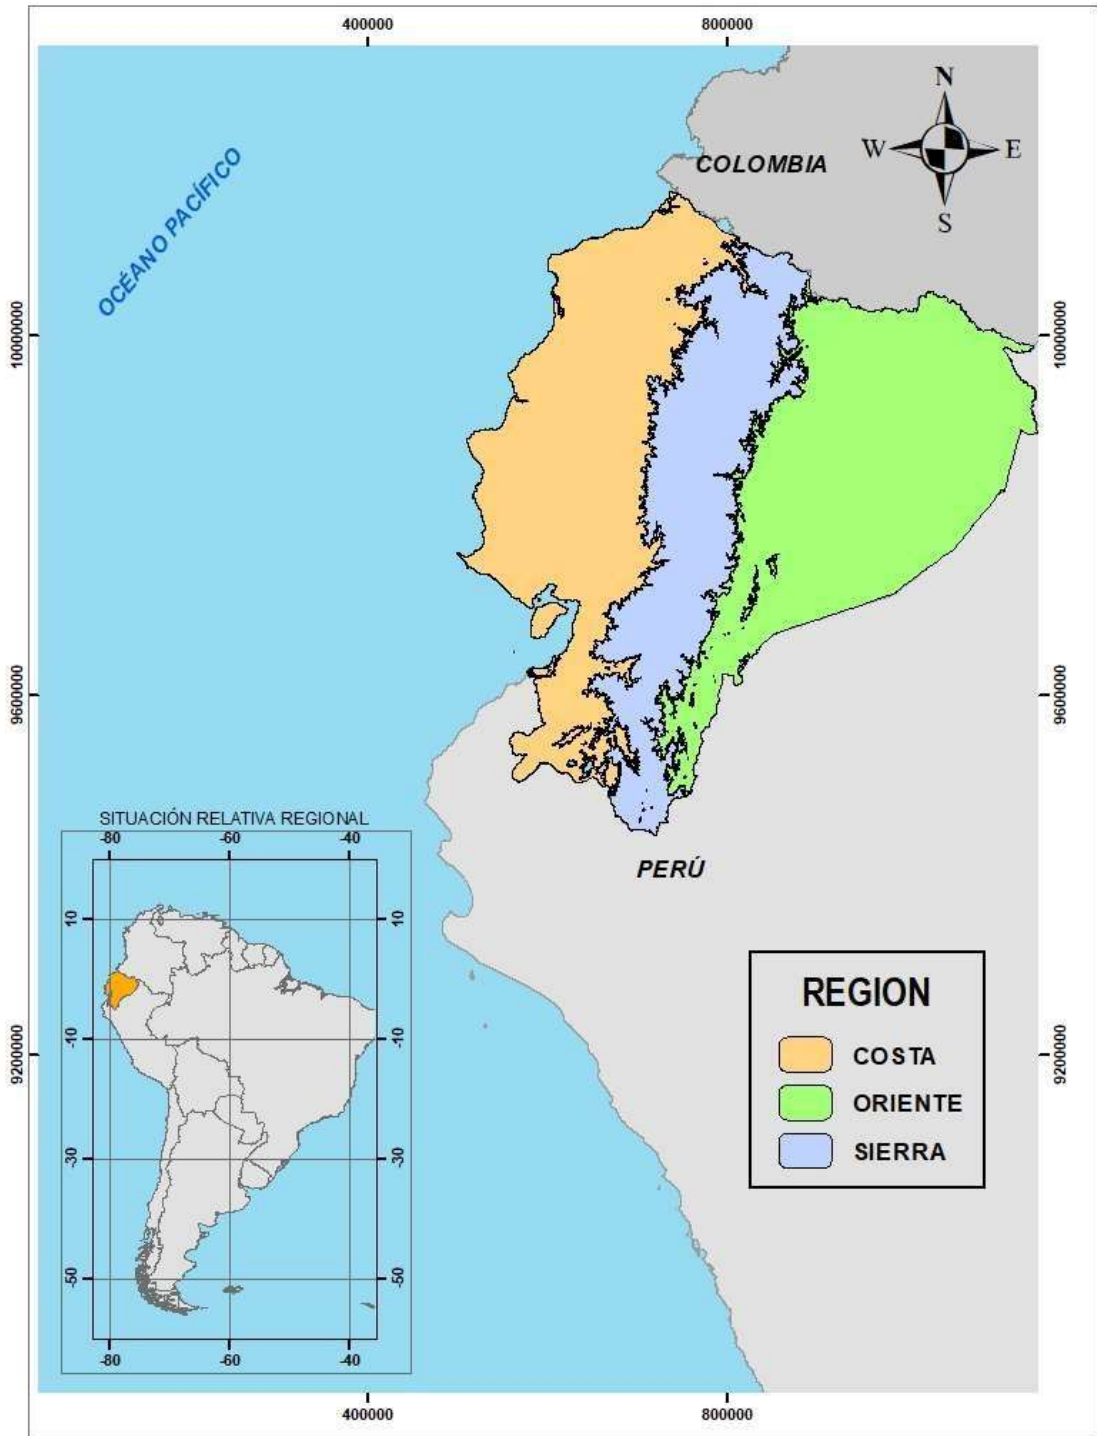 400000
800000
N
W
E
S
COLOMBIA
OCÉANO PACÍFICO
10000000
10000000
9600000
9600000
SITUACIÓN RELATIVA REGIONAL
-80
-60
-40
PERÚ
10
10
-10
-10
-30
-30
-50
-50
-80
-60
-40
REGION
COSTA
ORIENTE
SIERRA
9200000
9200000
400000
800000